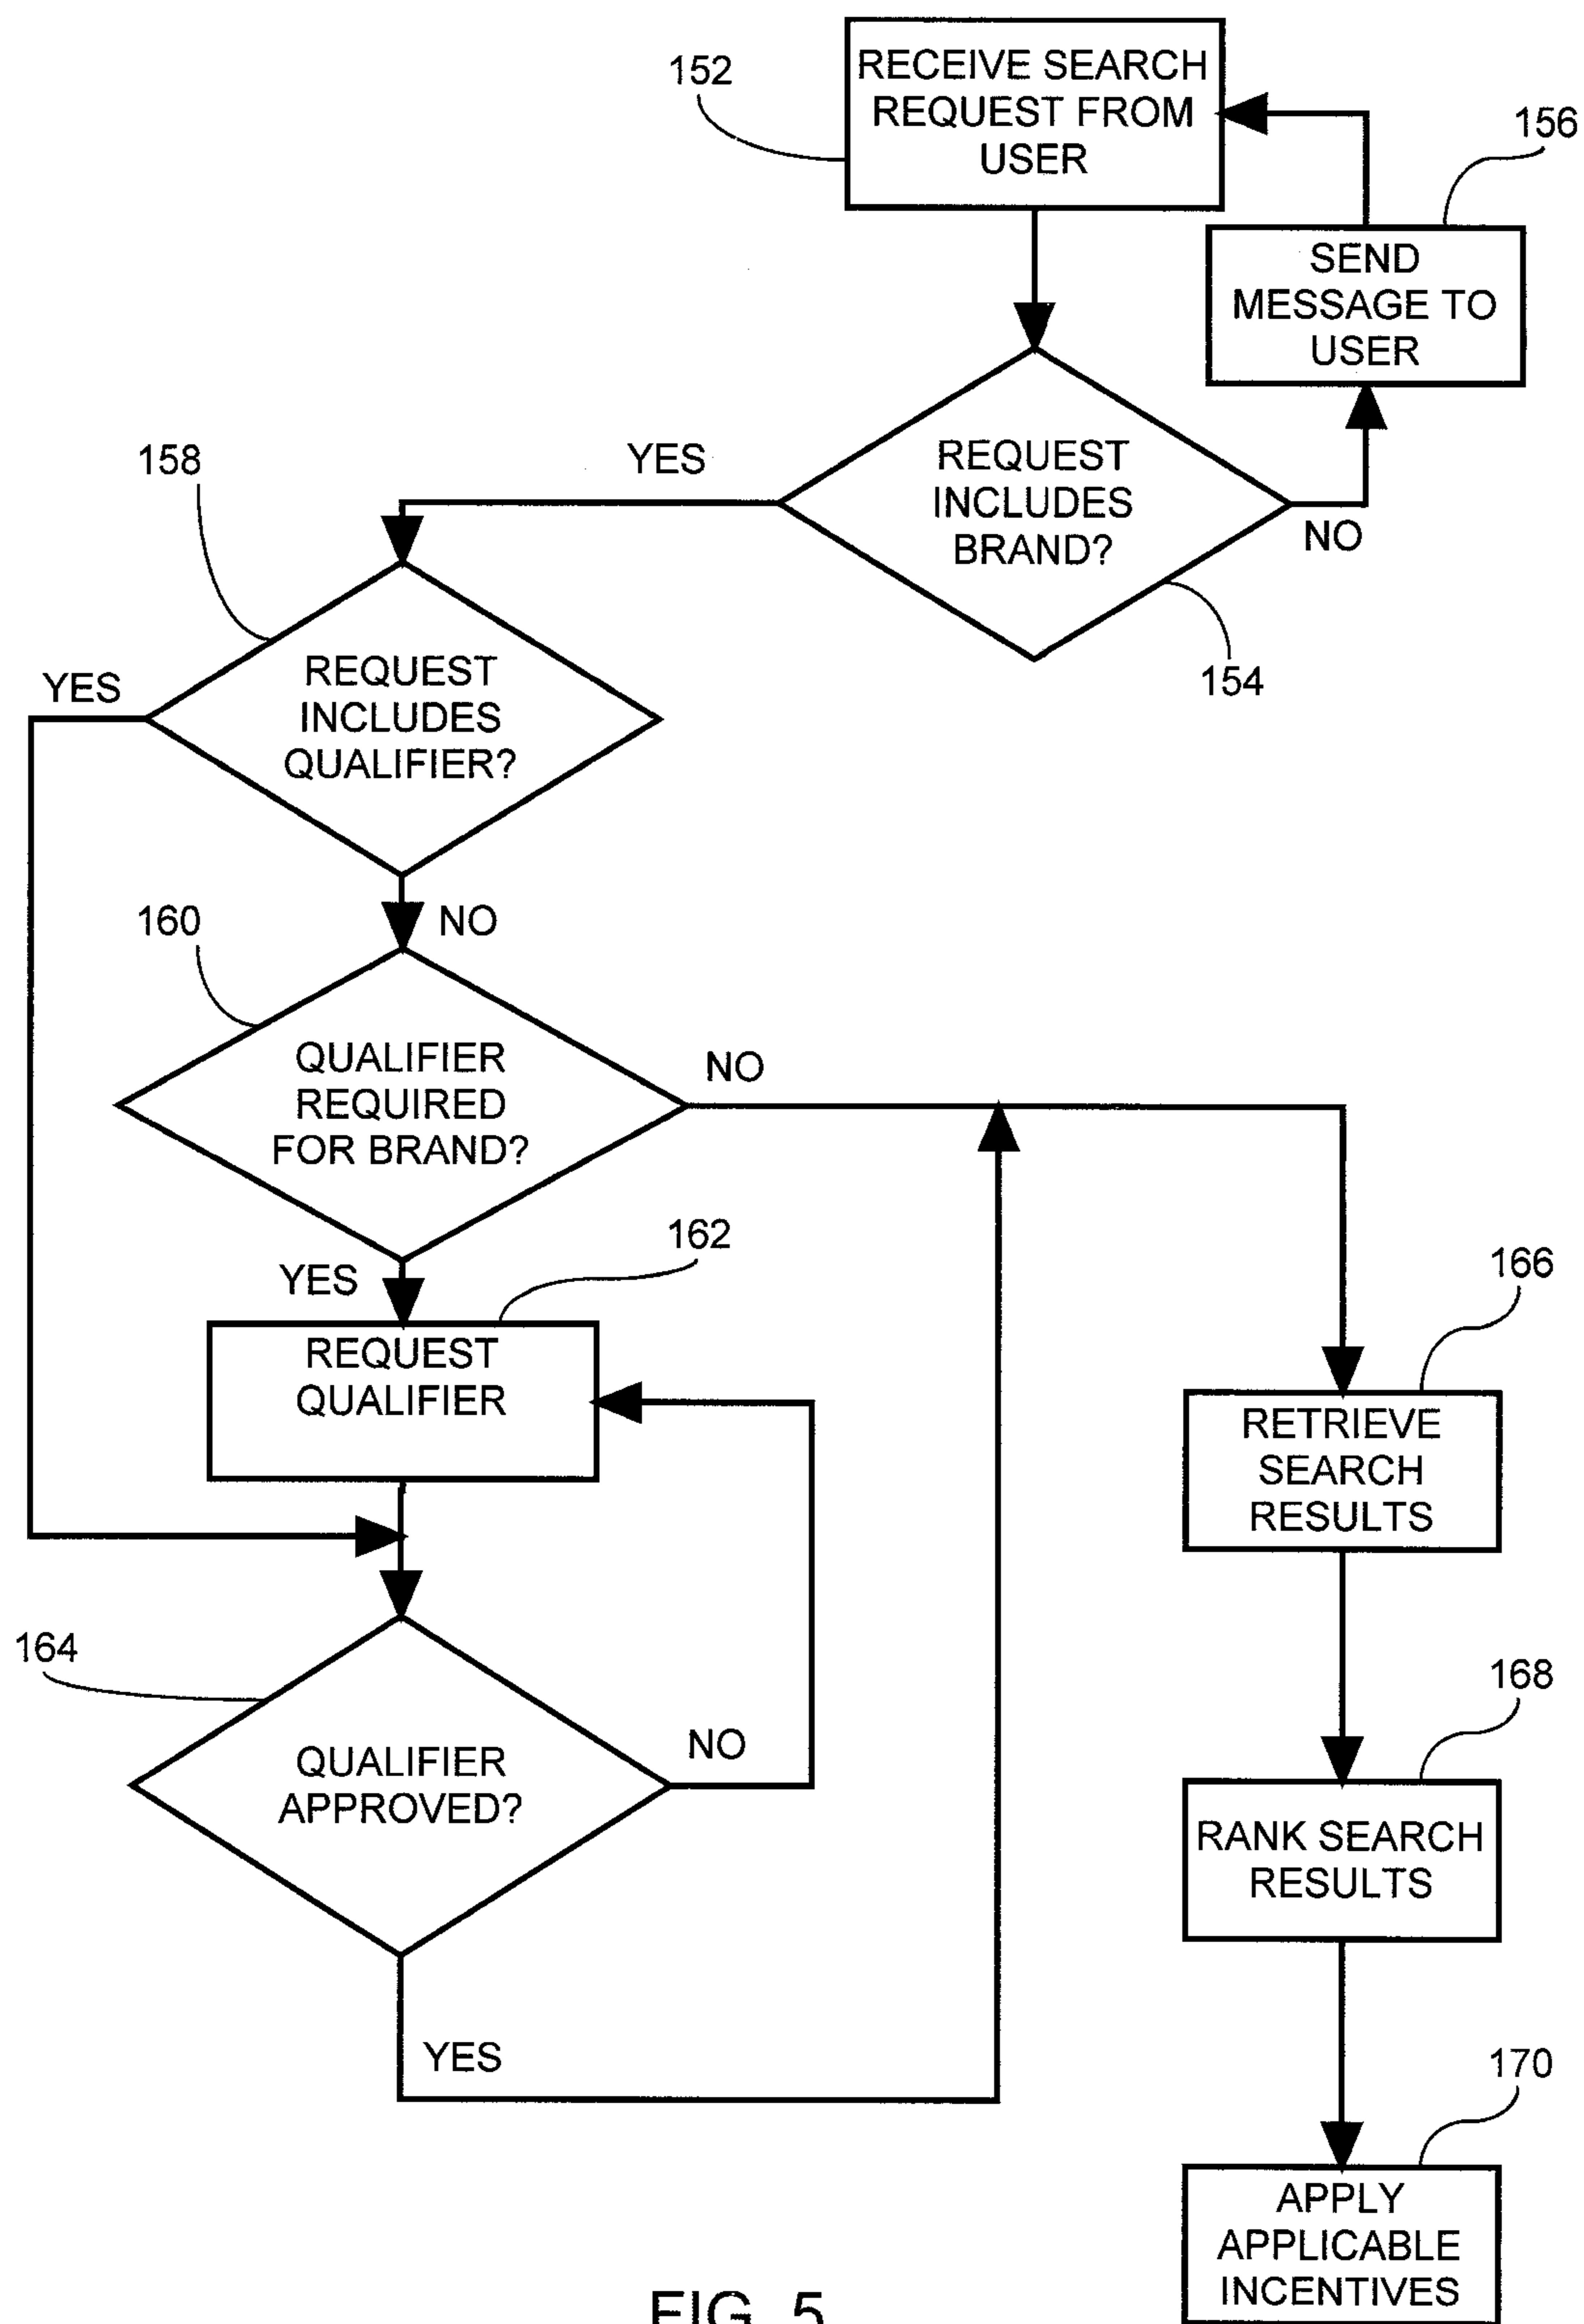 152
RECEIVE SEARCH
REQUEST FROM
USER
156
SEND
MESSAGE TO
USER
YES
REQUEST
INCLUDES
BRAND?
NO
154
158
YES
REQUEST
INCLUDES
QUALIFIER?
NO
160
QUALIFIER
REQUIRED
FOR BRAND?
NO
YES
162
REQUEST
QUALIFIER
166
RETRIEVE
SEARCH
RESULTS
164
QUALIFIER
APPROVED?
NO
YES
168
RANK SEARCH
RESULTS
170
APPLY
APPLICABLE
INCENTIVES
FIG. 5